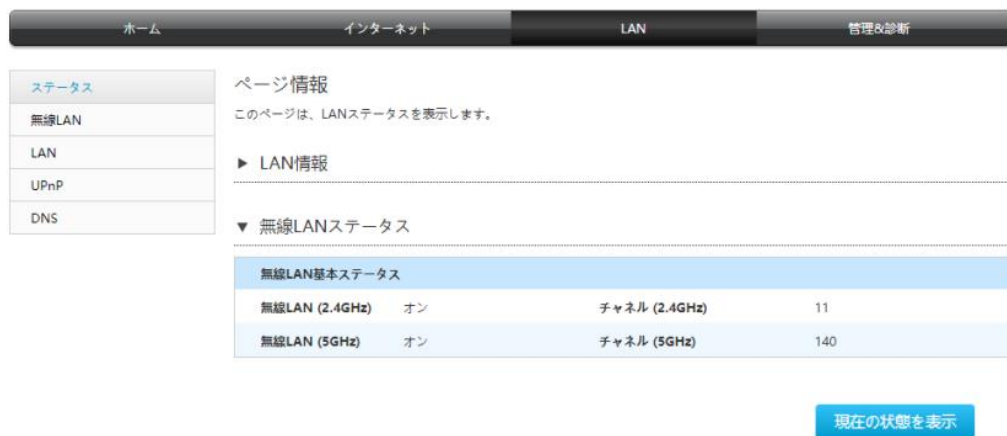 ホーム インターネット LAN 管理&診断
ステータス
無線LAN
LAN
UPnP
DNS
ページ情報
このページは、LANステータスを表示します。
▶ LAN情報
▼ 無線LANステータス
無線LAN基本ステータス
無線LAN (2.4GHz) オン チャネル (2.4GHz) 11
無線LAN (5GHz) オン チャネル (5GHz) 140
現在の状態を表示